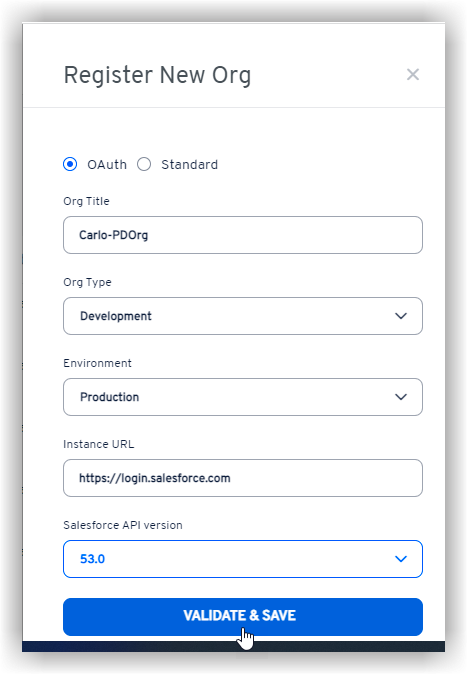 Register New Org
OAuth Standard
Org Title
Carlo-PDOrg
Org Type
Development
Environment
Production
Instance URL
https://login.salesforce.com
Salesforce API version
53.0
VALIDATE & SAVE